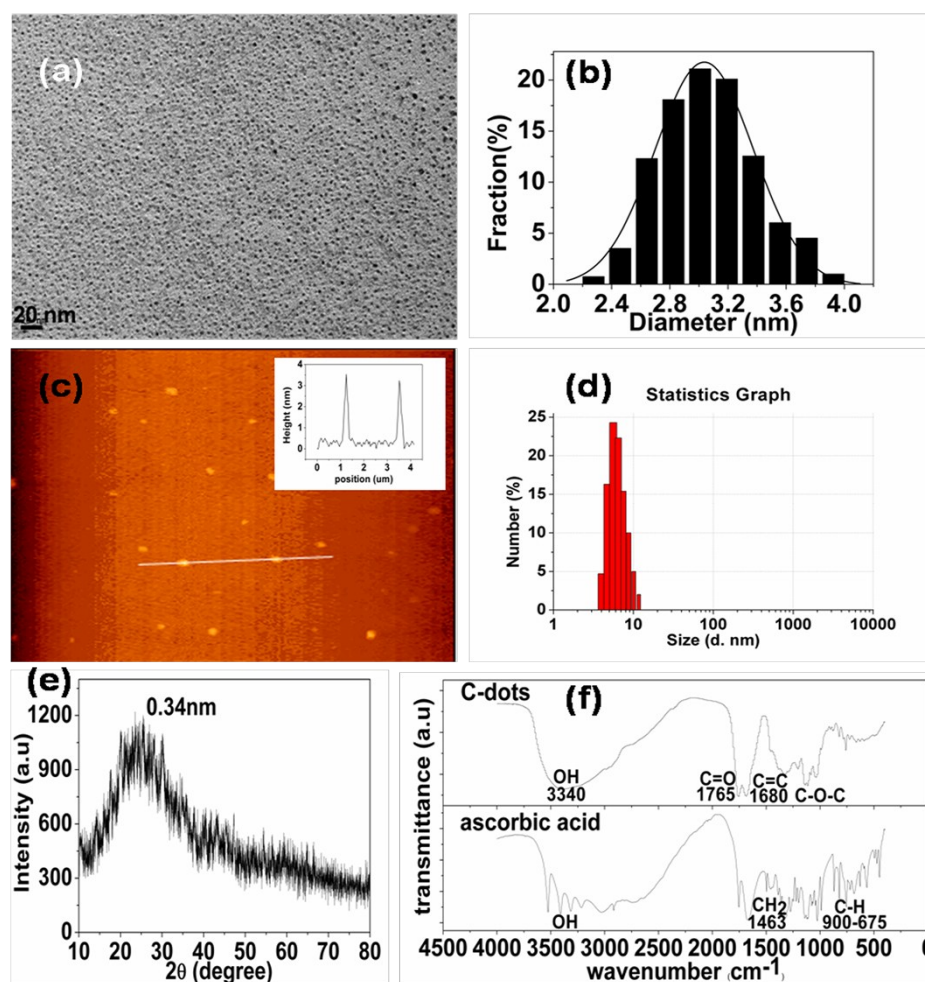 (a)
20 nm
(b)
Fraction(%)
20
15
10
5
0
2.0 2.4 2.8 3.2 3.6 4.0
Diameter (nm)
(c)
Height (nm)
4
3
2
1
0
0 1 2 3 4
position (um)
(d)
Statistics Graph
Number (%)
25
20
15
10
5
0
1 10 100 1000 10000
Size (d. nm)
(e)
0.34nm
Intensity (a.u)
1200
900
600
300
0
10 20 30 40 50 60 70 80
2θ (degree)
(f)
C-dots
transmittance (a.u)
OH
3340
C=O
1765
C=C
1680
C-O-C
ascorbic acid
OH
CH2
1463
C-H
900-675
4500 4000 3500 3000 2500 2000 1500 1000 500 0
wavenumber (cm-1)